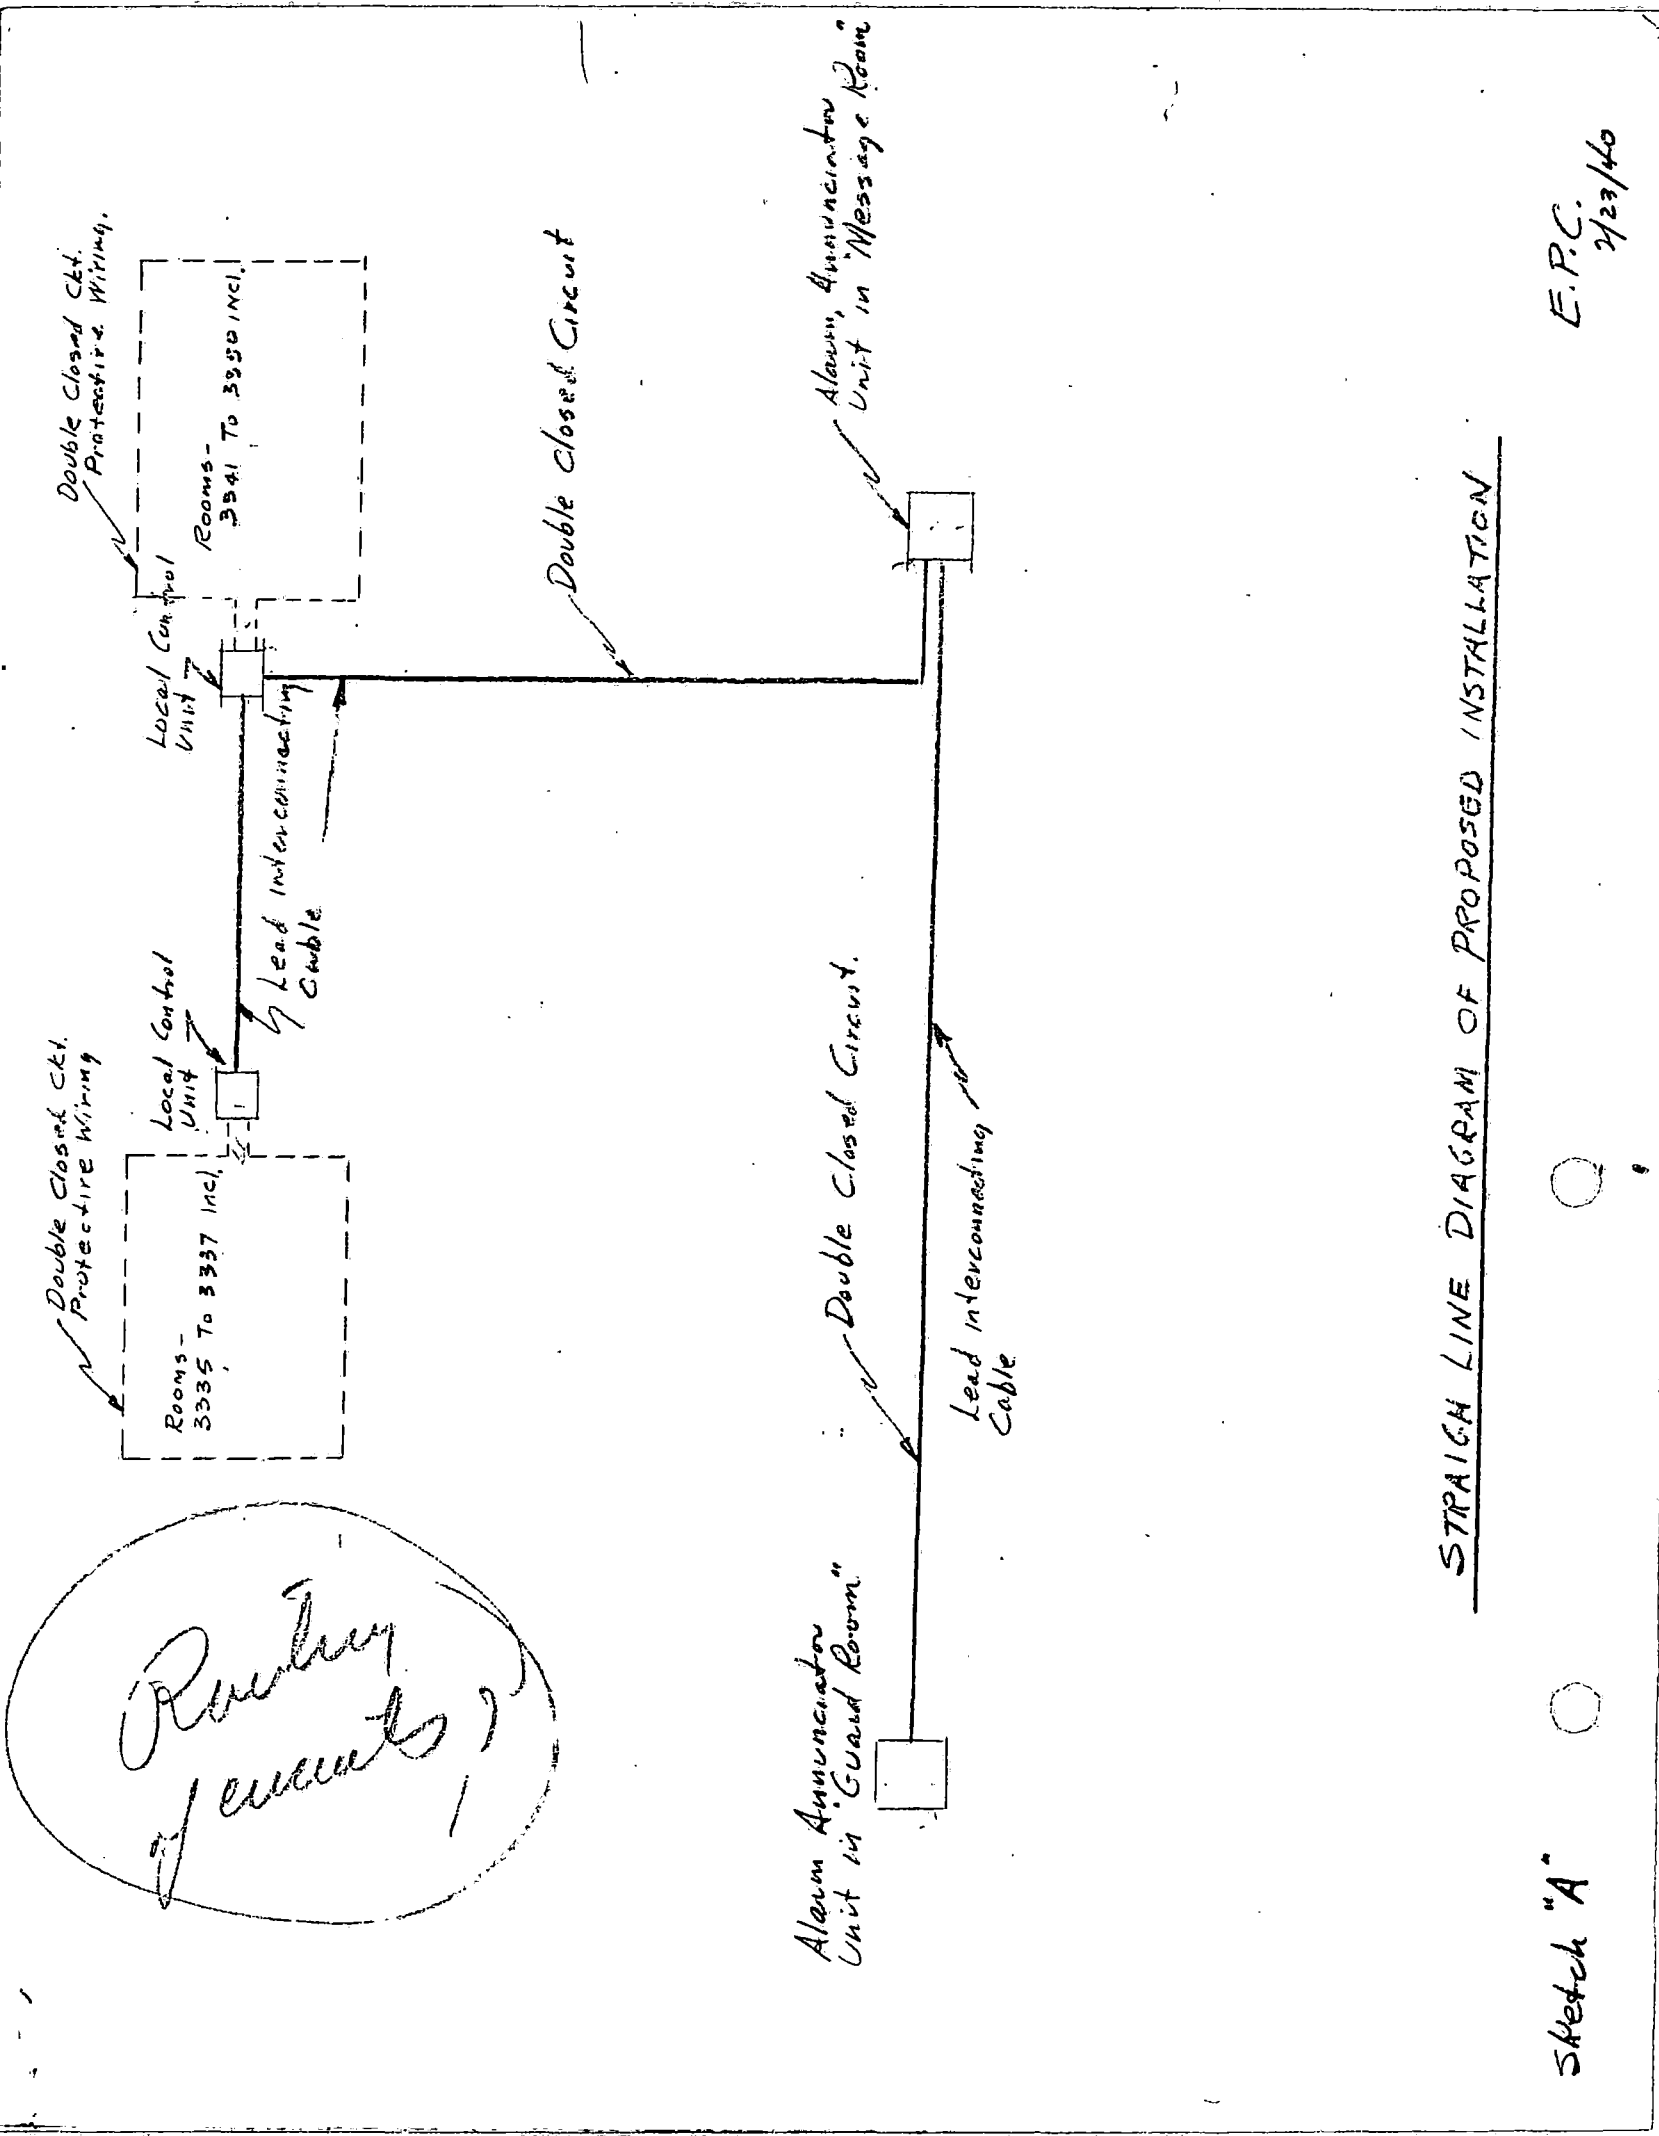 Double Closed Ckt.
Protective Wiring
Rooms-
3335 To 3337 Incl.
Local Control
Unit
Lead interconnecting
Cable
Local Control
Unit
Double Closed Ckt.
Protective Wiring.
Rooms-
3341 To 3350 INCL.
Double Closed Circuit
Alarm Annunciator
Unit in "Guard Room"
Double Closed Circuit.
Lead interconnecting
Cable
Alarm, Annunciator
Unit in "Message Room"
Routing
of
STRAIGH LINE DIAGRAM OF PROPOSED INSTALLATION
Sketch "A"
E.P.C.
2/23/40